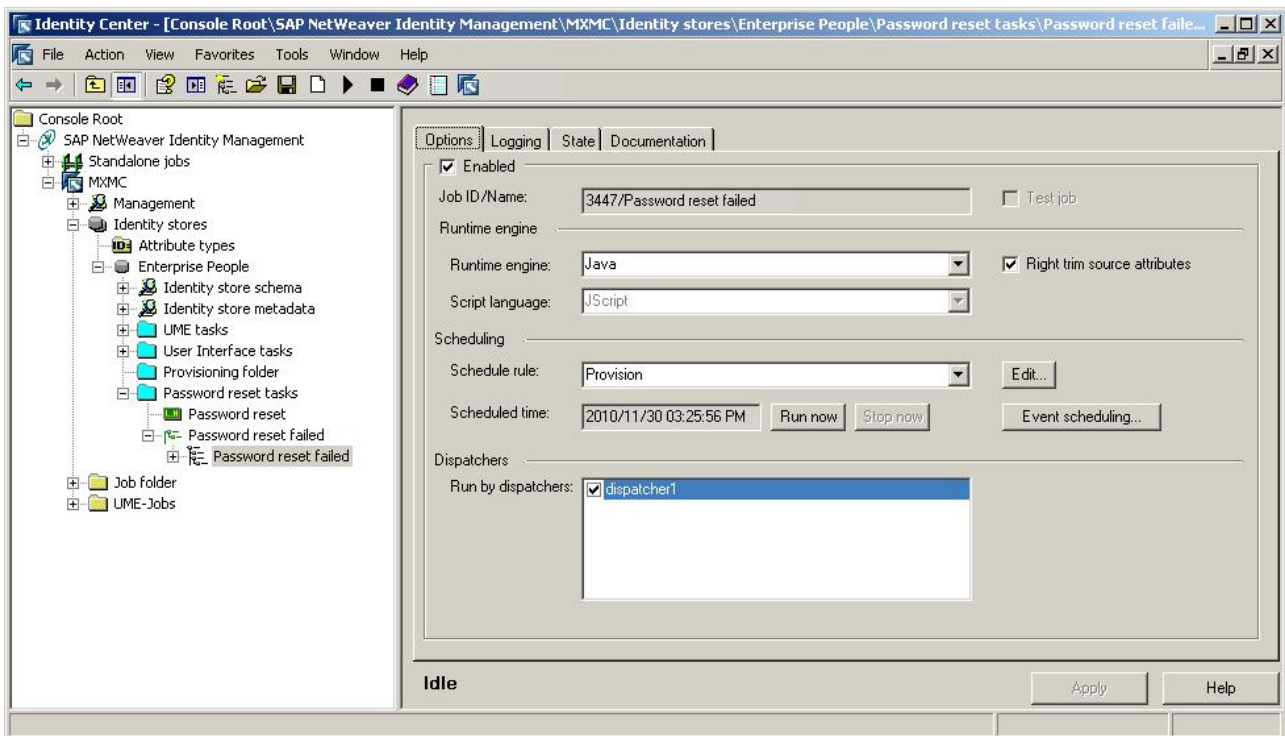 Identity Center - [Console Root\SAP NetWeaver Identity Management\MXMC\Identity stores\Enterprise People\Password reset tasks\Password reset faile...
File Action View Favorites Tools Window Help
Console Root
SAP NetWeaver Identity Management
Standalone jobs
MXMC
Management
Identity stores
Attribute types
Enterprise People
Identity store schema
Identity store metadata
UME tasks
User Interface tasks
Provisioning folder
Password reset tasks
Password reset
Password reset failed
Password reset failed
Job folder
UME-Jobs
Options Logging State Documentation
Enabled
Job ID/Name: 3447/Password reset failed Test job
Runtime engine
Runtime engine: Java Right trim source attributes
Script language: JScript
Scheduling
Schedule rule: Provision Edit...
Scheduled time: 2010/11/30 03:25:56 PM Run now Stop now Event scheduling...
Dispatchers
Run by dispatchers: dispatcher1
Idle Apply Help